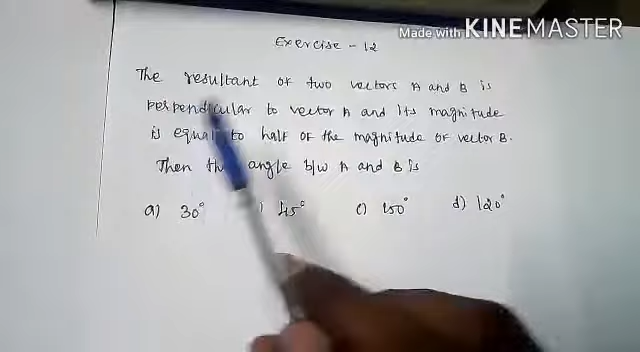 Made with KINEMASTER
Exercise - 12
The resultant of two vectors A and B is
perpendicular to vector A and its magnitude
is equal to half of the magnitude of vector B.
Then the angle b/w A and B is
a) 30° ) 45° c) 150° d) 120°